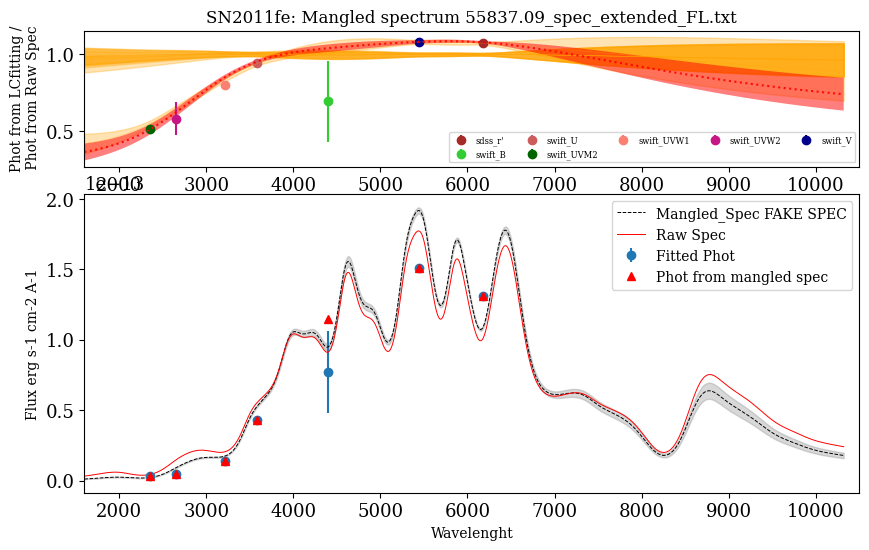 SN2011fe: Mangled spectrum 55837.09_spec_extended_FL.txt
Phot from LCfitting /
Phot from Raw Spec
1.0
0.5
sdss_r'
swift_B
swift_U
swift_UVM2
swift_UVW1
swift_UVW2
swift_V
2000 3000 4000 5000 6000 7000 8000 9000 10000
1e−13
Flux erg s-1 cm-2 A-1
2.0
1.5
1.0
0.5
0.0
Mangled_Spec FAKE SPEC
Raw Spec
Fitted Phot
Phot from mangled spec
2000 3000 4000 5000 6000 7000 8000 9000 10000
Wavelenght